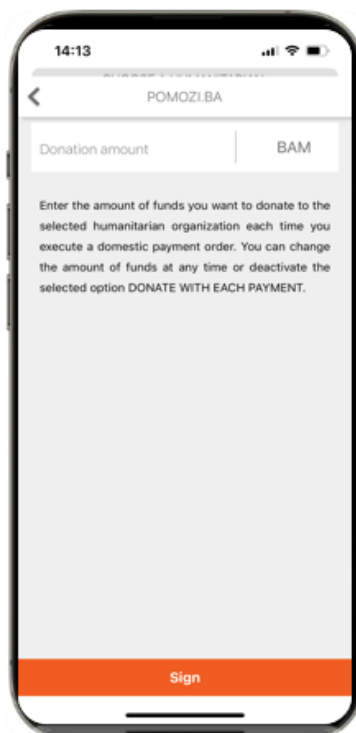 14:13
CHOOSE A HUMANITARIAN
POMOZI.BA
Donation amount
BAM
Enter the amount of funds you want to donate to the
selected humanitarian organization each time you
execute a domestic payment order. You can change
the amount of funds at any time or deactivate the
selected option DONATE WITH EACH PAYMENT.
Sign